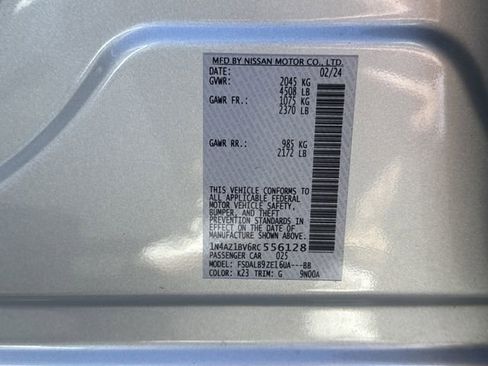 MFD BY NISSAN MOTOR CO., LTD.
DATE: 02/24
GVWR: 2045 KG
4508 LB
GAWR FR.: 1075 KG
2370 LB
GAWR RR.: 985 KG
2172 LB
THIS VEHICLE CONFORMS TO
ALL APPLICABLE FEDERAL
MOTOR VEHICLE SAFETY,
BUMPER, AND THEFT
PREVENTION STANDARDS IN
EFFECT ON THE DATE OF
MANUFACTURE SHOWN ABOVE.
1N4AZ1BV6RC556128
PASSENGER CAR 025
MODEL: FSDALB9ZE16UA---BB
COLOR: K23 TRIM: G 9N00A